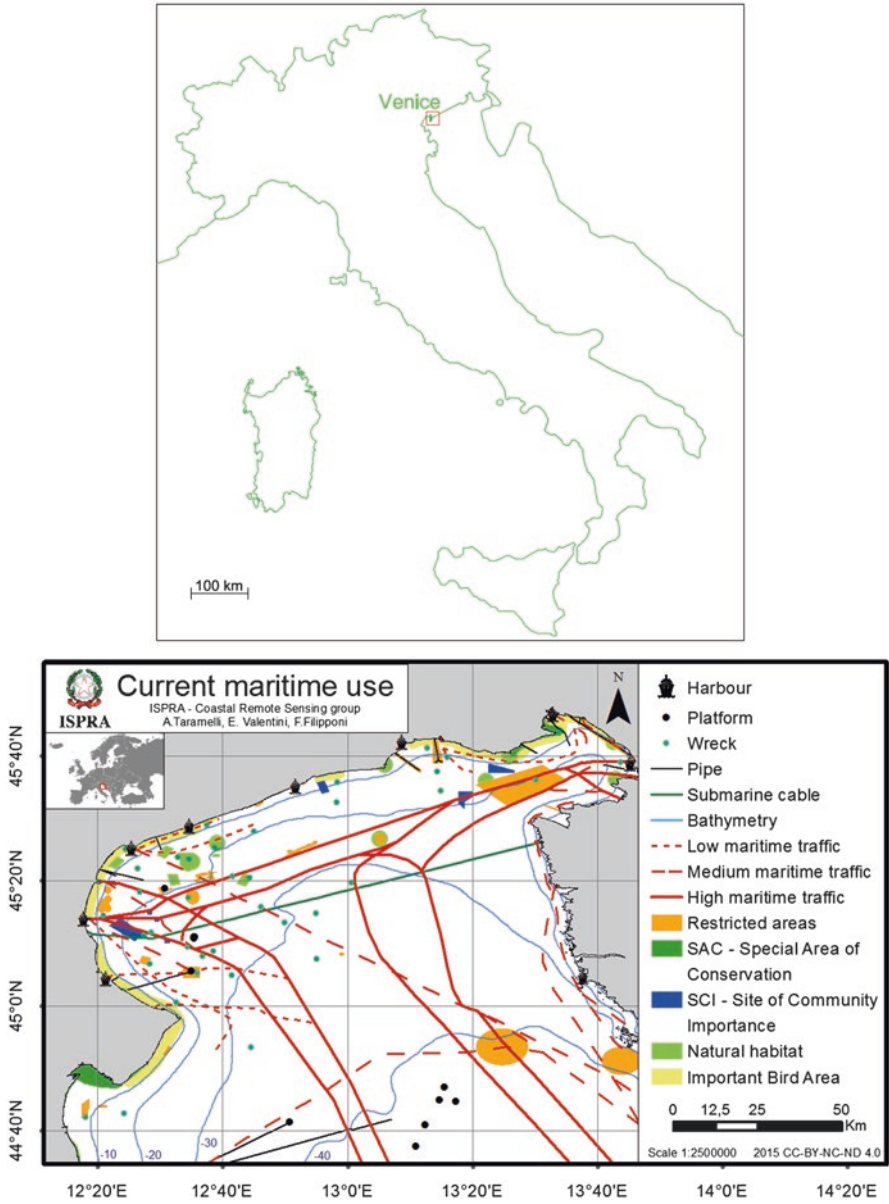 Venice
100 km
ISPRA
Current maritime use
ISPRA - Coastal Remote Sensing group
A.Taramelli, E. Valentini, F.Filipponi
N
Harbour
Platform
Wreck
Pipe
Submarine cable
Bathymetry
Low maritime traffic
Medium maritime traffic
High maritime traffic
Restricted areas
SAC - Special Area of
Conservation
SCI - Site of Community
Importance
Natural habitat
Important Bird Area
0 12,5 25 50
Km
Scale 1:2500000 2015 CC-BY-NC-ND 4.0
45°40'N
45°20'N
45°0'N
44°40'N
-10
-20
-30
-40
12°20'E 12°40'E 13°0'E 13°20'E 13°40'E 14°0'E 14°20'E